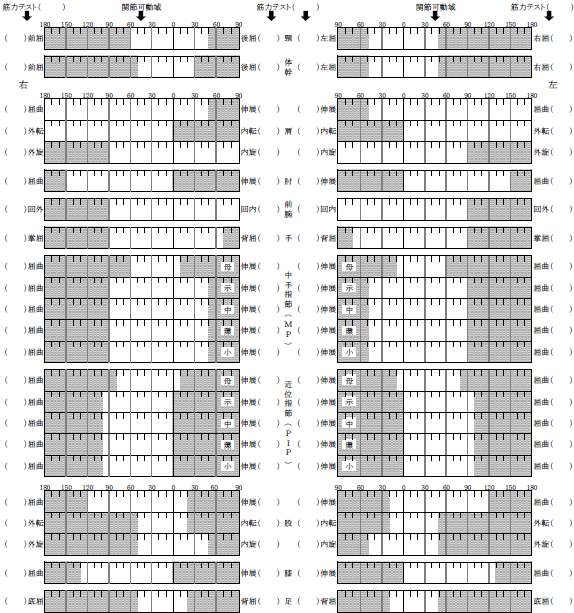 筋力テスト(　　) 関節可動域 筋力テスト(　　) 関節可動域 筋力テスト(　　)
180 150 120 90 60 30 0 30 60 90　90 60 30 0 30 60 90 120 150 180
(　)前屈 後屈(　) 頸 (　)左屈 右屈(　)
(　)前屈 後屈(　) 体幹 (　)左屈 右屈(　)
右 左
180 150 120 90 60 30 0 30 60 90　90 60 30 0 30 60 90 120 150 180
(　)屈曲 伸展(　) (　)伸展 屈曲(　)
(　)外転 内転(　) 肩 (　)内転 外転(　)
(　)外旋 内旋(　) (　)内旋 外旋(　)
(　)屈曲 伸展(　) 肘 (　)伸展 屈曲(　)
(　)回外 回内(　) 前腕 (　)回内 回外(　)
(　)掌屈 背屈(　) 手 (　)背屈 掌屈(　)
中手指節(MP)
(　)屈曲 母 伸展(　) (　)伸展 母 屈曲(　)
(　)屈曲 示 伸展(　) (　)伸展 示 屈曲(　)
(　)屈曲 中 伸展(　) (　)伸展 中 屈曲(　)
(　)屈曲 環 伸展(　) (　)伸展 環 屈曲(　)
(　)屈曲 小 伸展(　) (　)伸展 小 屈曲(　)
近位指節(PIP)
(　)屈曲 母 伸展(　) (　)伸展 母 屈曲(　)
(　)屈曲 示 伸展(　) (　)伸展 示 屈曲(　)
(　)屈曲 中 伸展(　) (　)伸展 中 屈曲(　)
(　)屈曲 環 伸展(　) (　)伸展 環 屈曲(　)
(　)屈曲 小 伸展(　) (　)伸展 小 屈曲(　)
180 150 120 90 60 30 0 30 60 90　90 60 30 0 30 60 90 120 150 180
(　)屈曲 伸展(　) (　)伸展 屈曲(　)
(　)外転 内転(　) 股 (　)内転 外転(　)
(　)外旋 内旋(　) (　)内旋 外旋(　)
(　)屈曲 伸展(　) 膝 (　)伸展 屈曲(　)
(　)底屈 背屈(　) 足 (　)背屈 底屈(　)